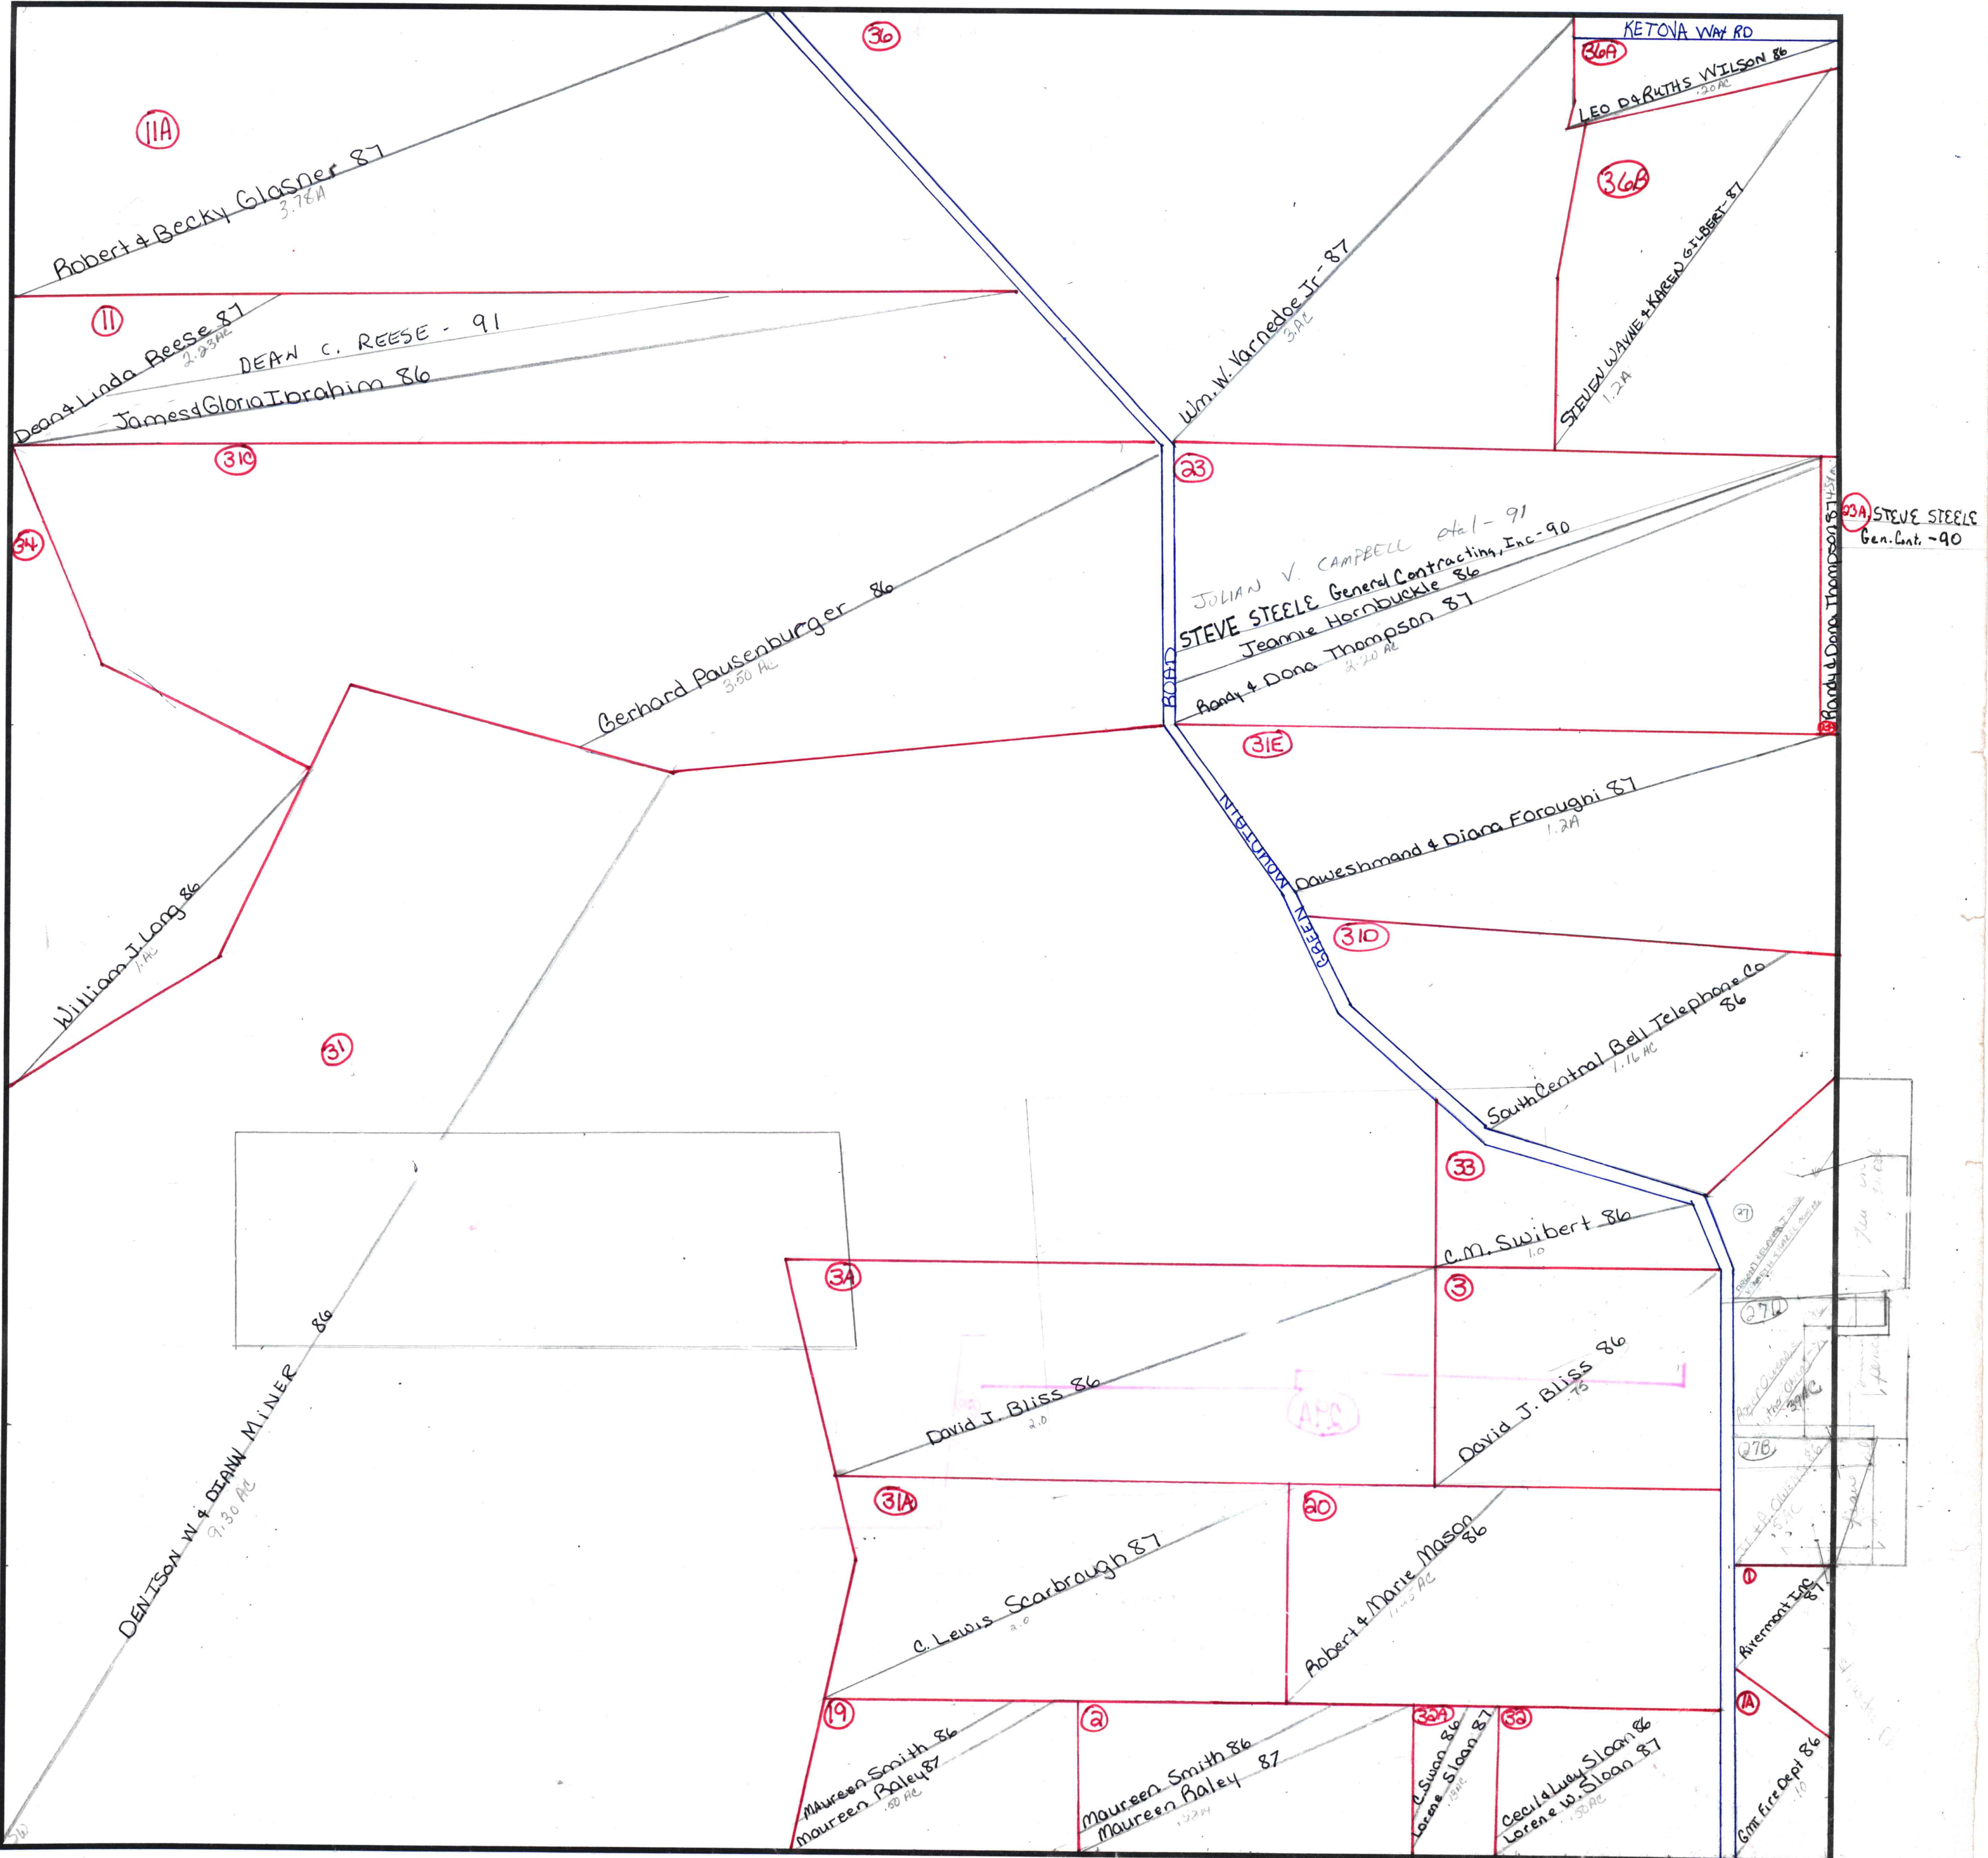 36
KETOVA WAY RD
36A
LEO D & RUTH S WILSON 86
.20 AC
11A
36B
Robert & Becky Glasner 87
3.78A
STEVEN WAYNE & KAREN GILBERT-87
1.2A
Wm. W. Varnedoe Jr-87
3. AC
11
Dean & Linda Reese 87
2.23AC
DEAN C. REESE - 91
James & Gloria Ibrahim 86
31C
23
34
23A STEVE STEELE
Gen. Cont. -90
Randy & Dona Thompson 87
JULIAN V. CAMPBELL etal - 91
STEVE STEELE General Contracting, Inc-90
Jeannie Hornbuckle 86
Randy & Dona Thompson 87
2.20 AC
Gerhard Pausenburger 86
3.50 AC
ROAD
31E
MOUNTAIN
GREEN
Daweshmand & Diana Foroughi 87
1.2A
31D
William J. Long 86
1. AC
31
South Central Bell Telephone Co
86
1.16 AC
33
C.M. Swibert 86
1.0
27
3A
3
DENISON W & DIANN MINER 86
9.30 AC
David J. Bliss 86
2.0
David J. Bliss 86
.75
.39AC
27B
31A
20
C. Lewis Scarbrough 87
2.0
Robert & Marie Mason
86
1
Rivermont Inc
87
19
2
32A
32
1A
Maureen Smith 86
Maureen Raley 87
.50 AC
Maureen Smith 86
Maureen Raley 87
C. Swan 86
Lorene Sloan 87
Cecil & Lucy Sloan 86
Lorene W. Sloan 87
.50AC
GMT Fire Dept 86
.10
SW